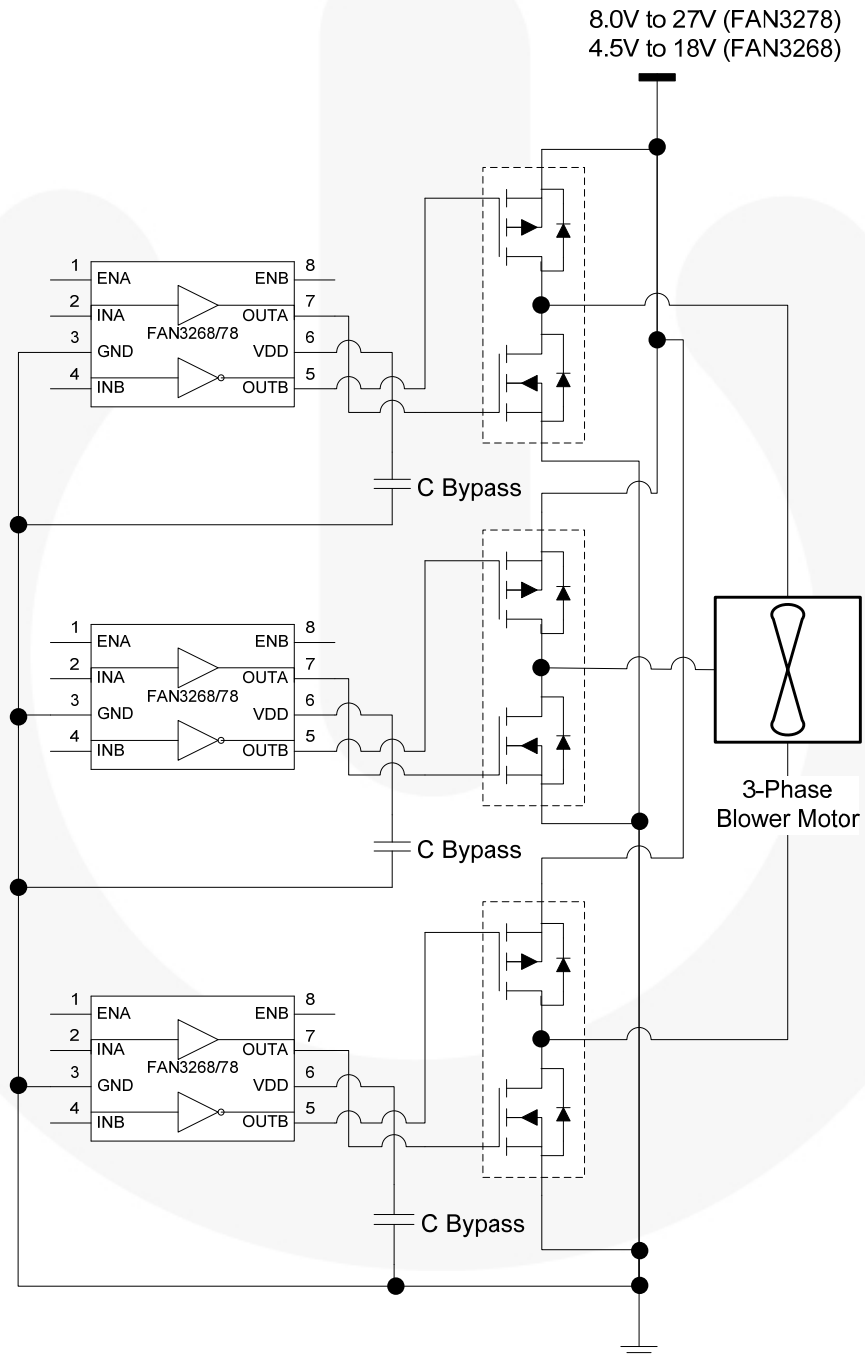 8.0V to 27V (FAN3278)
4.5V to 18V (FAN3268)
1 ENA ENB 8
2 INA OUTA 7
FAN3268/78
3 GND VDD 6
4 INB OUTB 5
C Bypass
1 ENA ENB 8
2 INA OUTA 7
FAN3268/78
3 GND VDD 6
4 INB OUTB 5
3-Phase
Blower Motor
C Bypass
1 ENA ENB 8
2 INA OUTA 7
FAN3268/78
3 GND VDD 6
4 INB OUTB 5
C Bypass